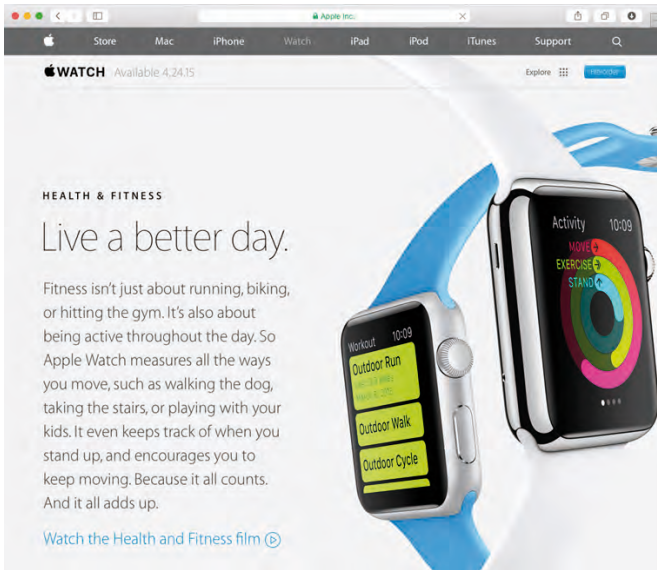 Apple Inc.
Store Mac iPhone Watch iPad iPod iTunes Support
WATCH Available 4.24.15
Explore
HEALTH & FITNESS
Live a better day.
Fitness isn't just about running, biking,
or hitting the gym. It's also about
being active throughout the day. So
Apple Watch measures all the ways
you move, such as walking the dog,
taking the stairs, or playing with your
kids. It even keeps track of when you
stand up, and encourages you to
keep moving. Because it all counts.
And it all adds up.
Watch the Health and Fitness film
Workout 10:09
Outdoor Run
Outdoor Walk
Outdoor Cycle
Activity 10:09
MOVE
EXERCISE
STAND